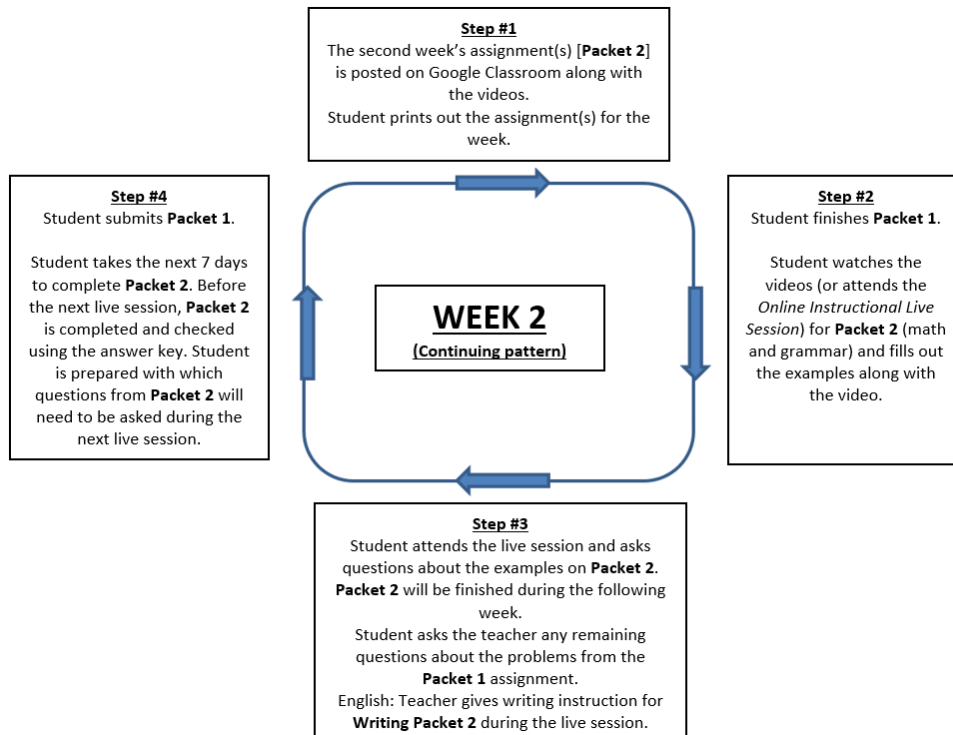 Step #1
The second week's assignment(s) [Packet 2]
is posted on Google Classroom along with
the videos.
Student prints out the assignment(s) for the
week.
Step #2
Student finishes Packet 1.
Student watches the
videos (or attends the
Online Instructional Live
Session) for Packet 2 (math
and grammar) and fills out
the examples along with
the video.
Step #3
Student attends the live session and asks
questions about the examples on Packet 2.
Packet 2 will be finished during the following
week.
Student asks the teacher any remaining
questions about the problems from the
Packet 1 assignment.
English: Teacher gives writing instruction for
Writing Packet 2 during the live session.
Step #4
Student submits Packet 1.
Student takes the next 7 days
to complete Packet 2. Before
the next live session, Packet 2
is completed and checked
using the answer key. Student
is prepared with which
questions from Packet 2 will
need to be asked during the
next live session.
WEEK 2
(Continuing pattern)